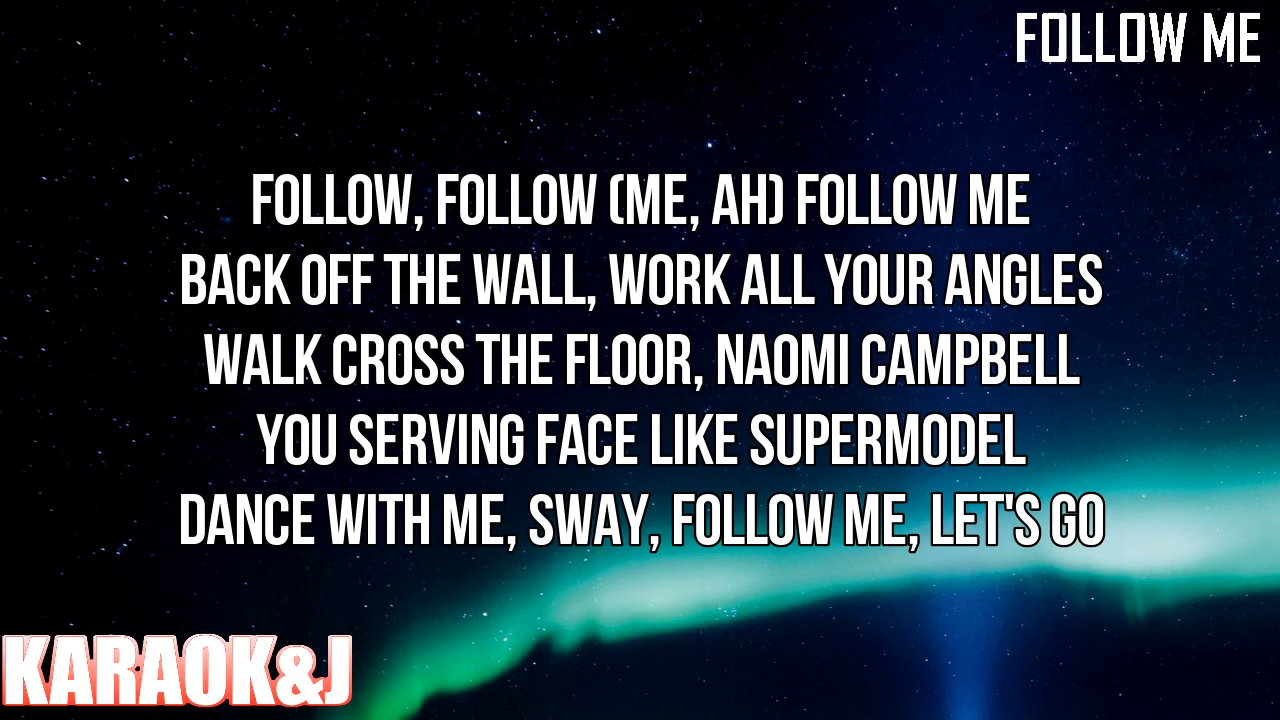 FOLLOW ME
FOLLOW, FOLLOW (ME, AH) FOLLOW ME
BACK OFF THE WALL, WORK ALL YOUR ANGLES
WALK CROSS THE FLOOR, NAOMI CAMPBELL
YOU SERVING FACE LIKE SUPERMODEL
DANCE WITH ME, SWAY, FOLLOW ME, LET'S GO
KARAOK&J